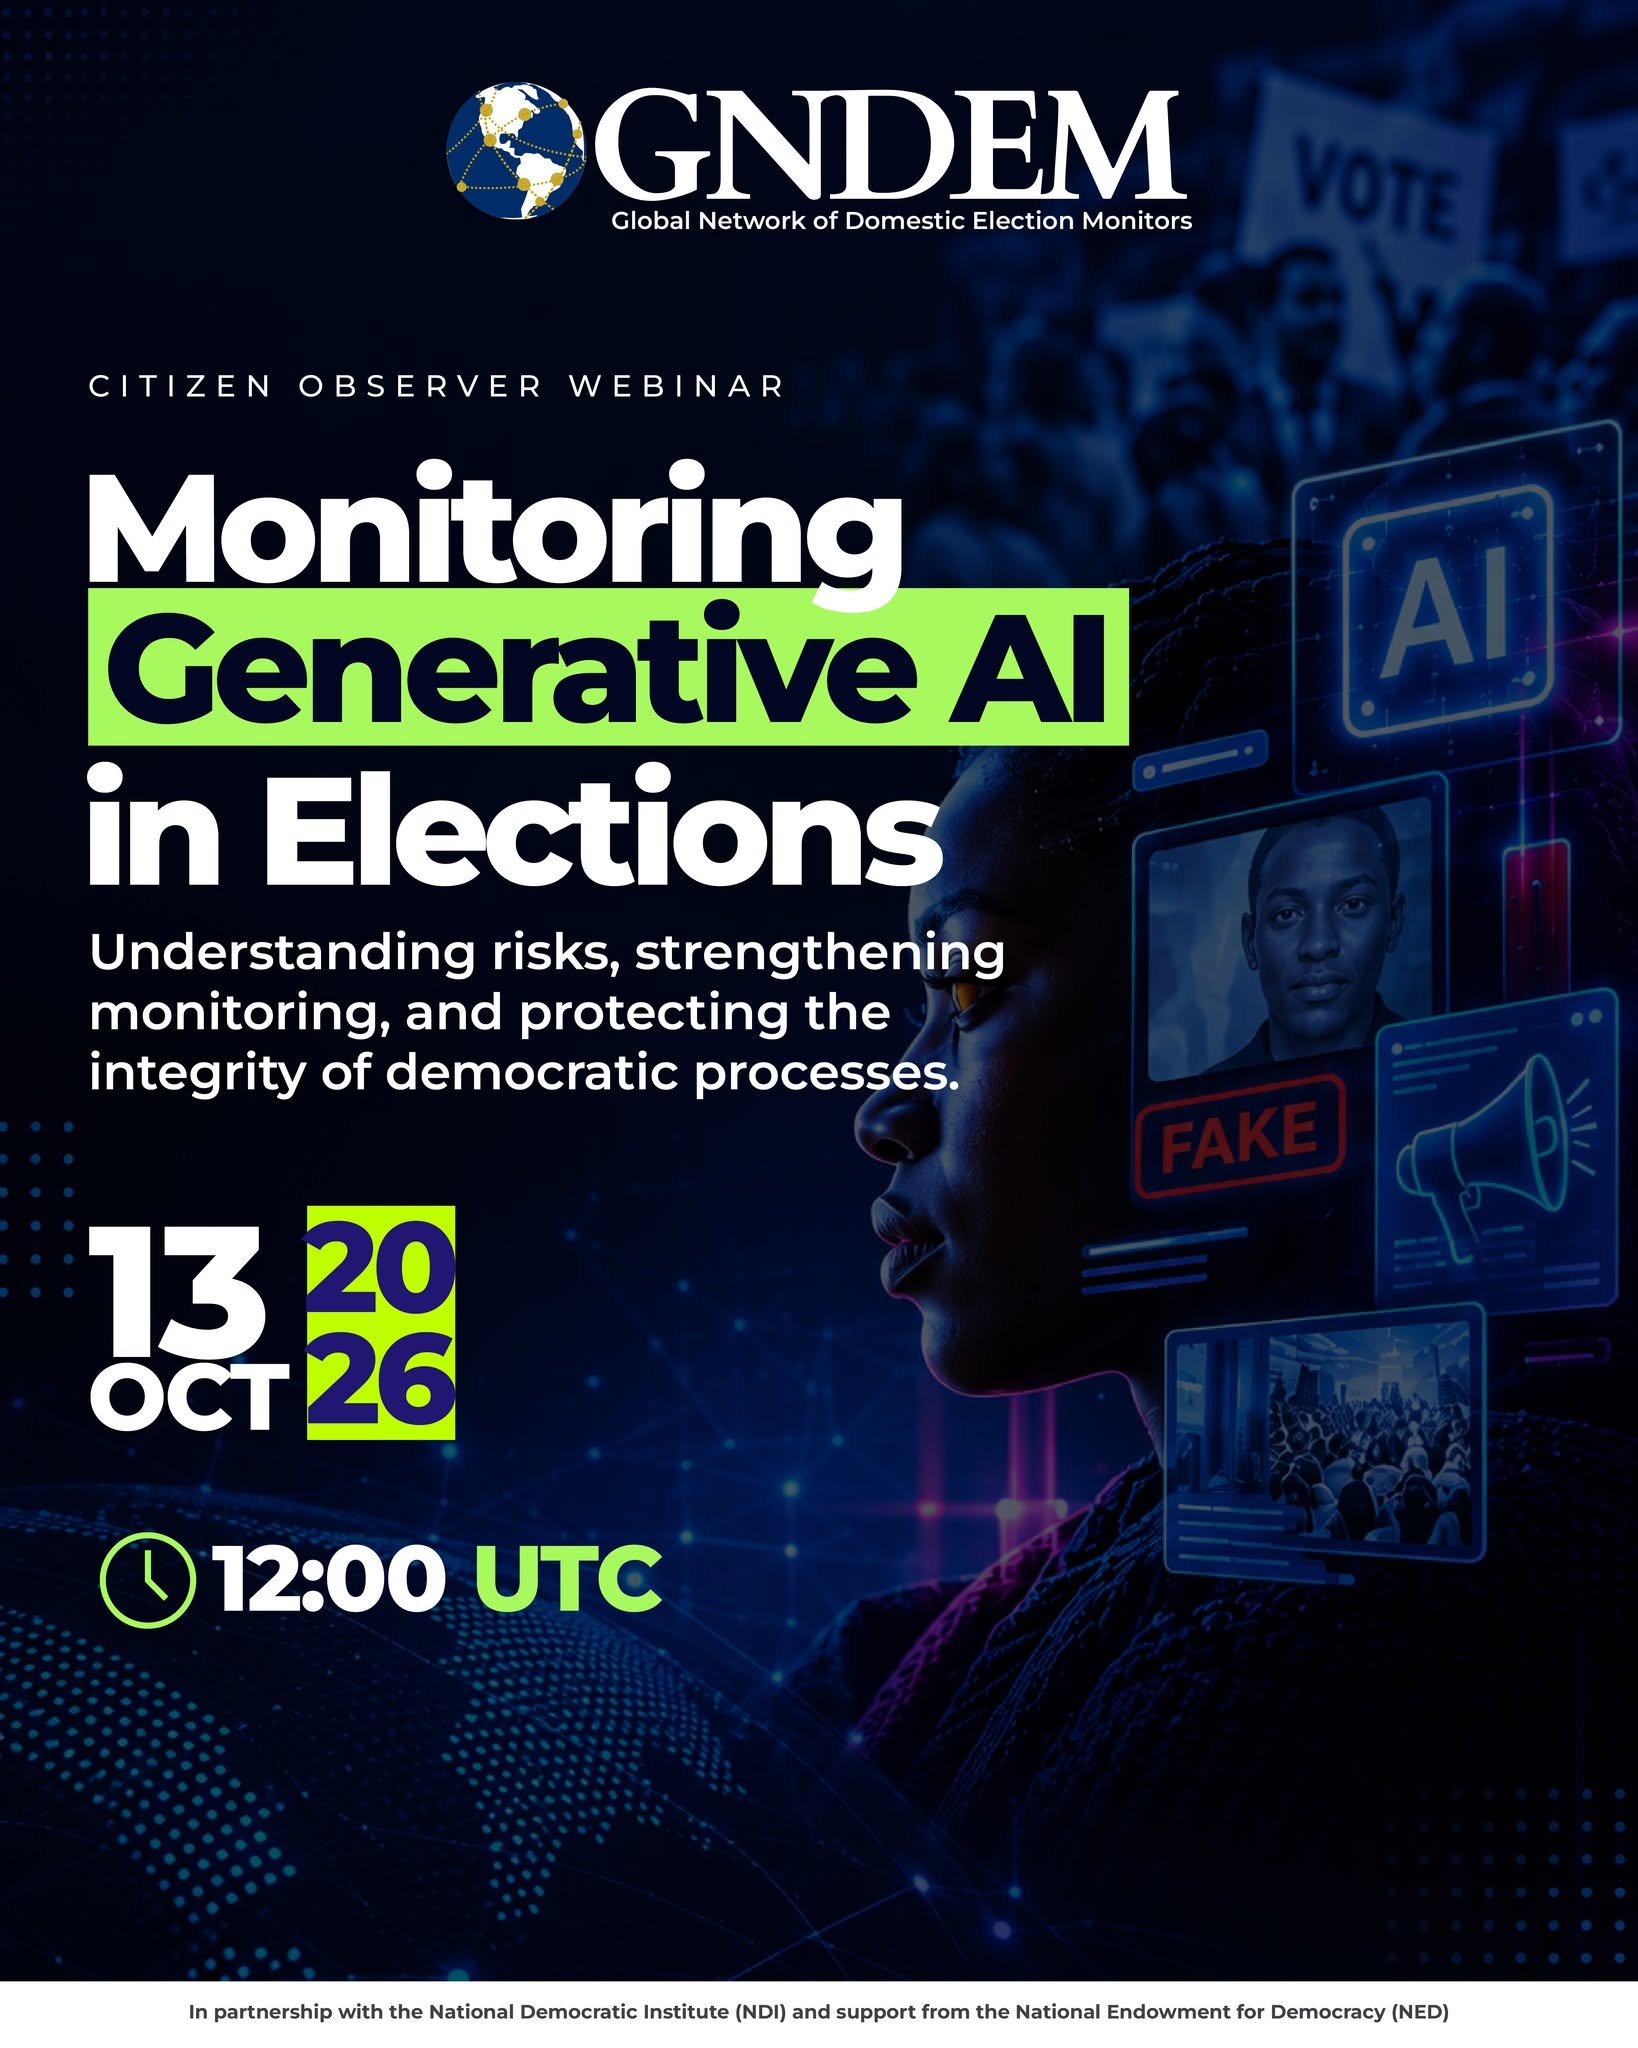 GNDEM
Global Network of Domestic Election Monitors
VOTE
CITIZEN OBSERVER WEBINAR
Monitoring
Generative AI
in Elections
Understanding risks, strengthening
monitoring, and protecting the
integrity of democratic processes.
AI
FAKE
13
OCT
20
26
12:00 UTC
In partnership with the National Democratic Institute (NDI) and support from the National Endowment for Democracy (NED)